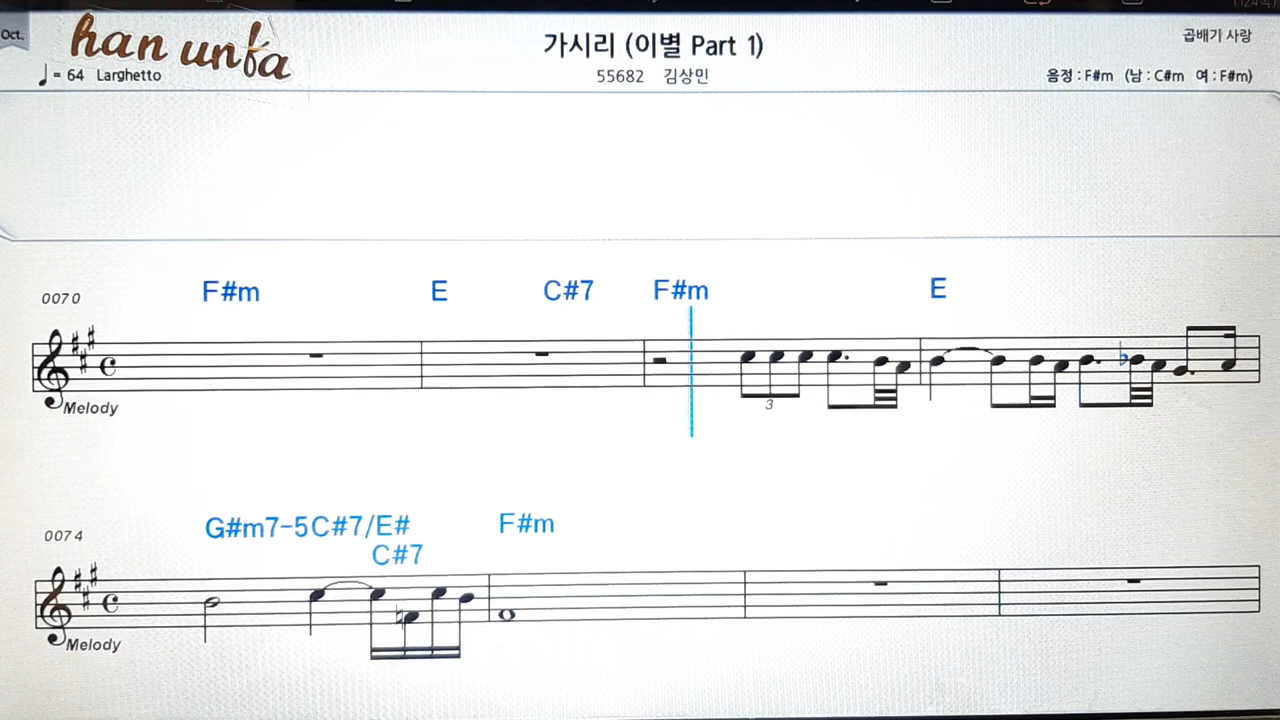 Oct.
han unfa
가시리 (이별 Part 1)
곱배기 사랑
♩ = 64 Larghetto
55682 김상민
음정 : F#m (남 : C#m 여 : F#m)
0070 F#m E C#7 F#m E
Melody
3
0074 G#m7-5 C#7/E# F#m
C#7
Melody